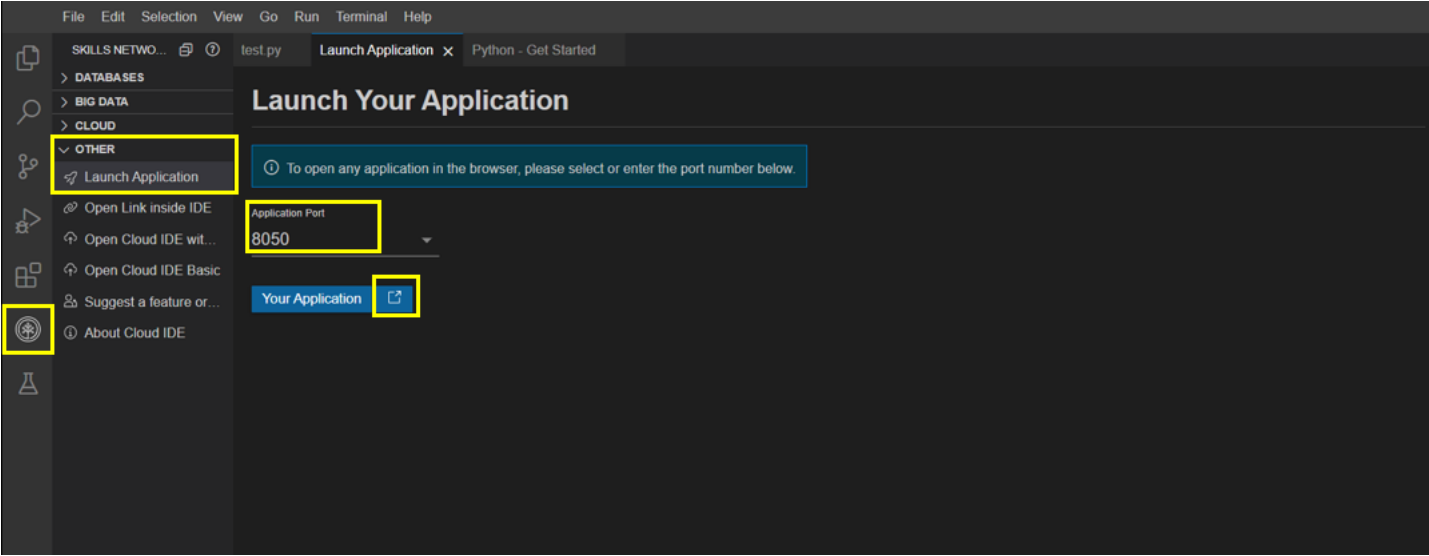 File Edit Selection View Go Run Terminal Help
SKILLS NETWO...
test.py Launch Application Python - Get Started
DATABASES
BIG DATA
CLOUD
OTHER
Launch Application
Open Link inside IDE
Open Cloud IDE wit...
Open Cloud IDE Basic
Suggest a feature or...
About Cloud IDE
Launch Your Application
To open any application in the browser, please select or enter the port number below.
Application Port
8050
Your Application